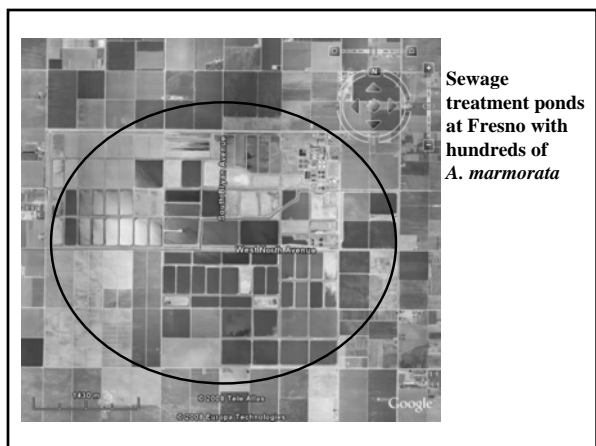 Sewage
treatment ponds
at Fresno with
hundreds of
A. marmorata
N
South Bryan Avenue
West North Avenue
1430 m
© 2008 Tele Atlas
© 2008 Europa Technologies
Google